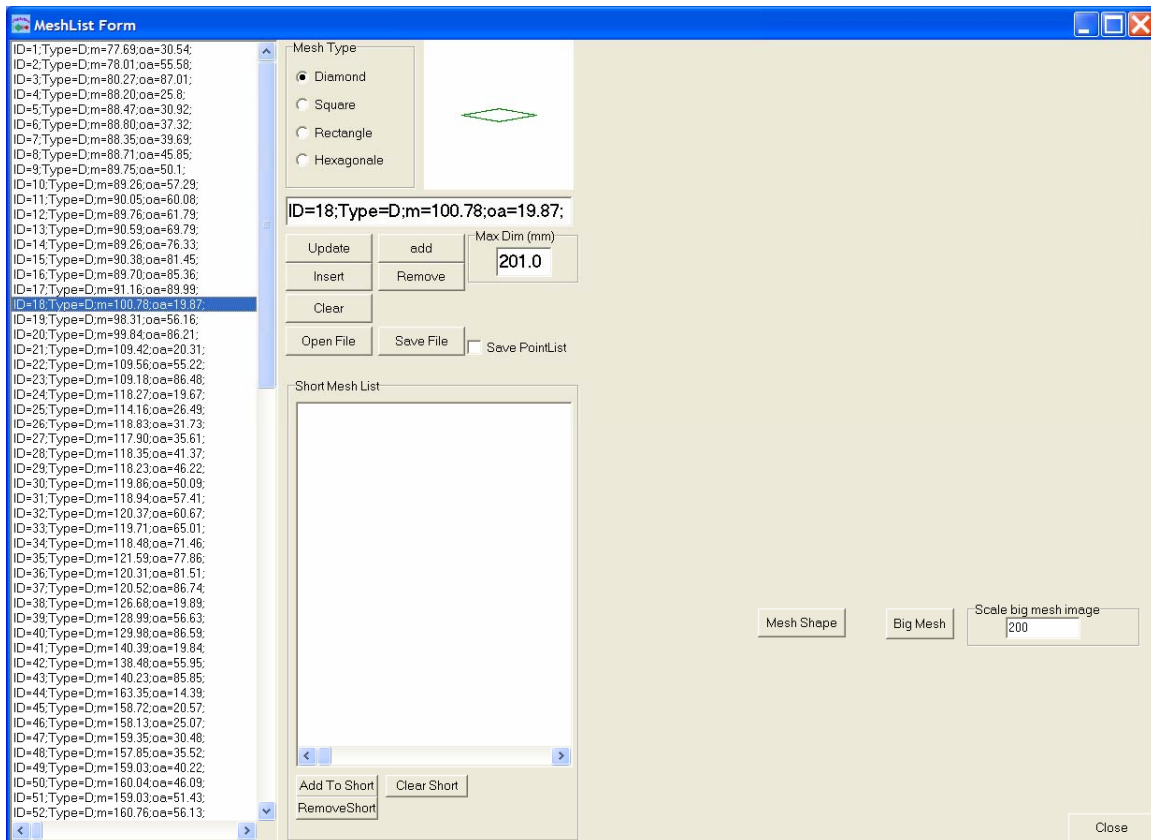 MeshList Form
ID=1;Type=D;m=77.69;oa=30.54;
ID=2;Type=D;m=78.01;oa=55.58;
ID=3;Type=D;m=80.27;oa=87.01;
ID=4;Type=D;m=88.20;oa=25.8;
ID=5;Type=D;m=88.47;oa=30.92;
ID=6;Type=D;m=88.80;oa=37.32;
ID=7;Type=D;m=88.35;oa=39.69;
ID=8;Type=D;m=88.71;oa=45.85;
ID=9;Type=D;m=89.75;oa=50.1;
ID=10;Type=D;m=89.26;oa=57.29;
ID=11;Type=D;m=90.05;oa=60.08;
ID=12;Type=D;m=89.76;oa=61.79;
ID=13;Type=D;m=90.59;oa=69.79;
ID=14;Type=D;m=89.26;oa=76.33;
ID=15;Type=D;m=90.38;oa=81.45;
ID=16;Type=D;m=89.70;oa=85.36;
ID=17;Type=D;m=91.16;oa=89.99;
ID=18;Type=D;m=100.78;oa=19.87;
ID=19;Type=D;m=98.31;oa=56.16;
ID=20;Type=D;m=99.84;oa=86.21;
ID=21;Type=D;m=109.42;oa=20.31;
ID=22;Type=D;m=109.56;oa=55.22;
ID=23;Type=D;m=109.18;oa=86.48;
ID=24;Type=D;m=118.27;oa=19.67;
ID=25;Type=D;m=114.16;oa=26.49;
ID=26;Type=D;m=118.83;oa=31.73;
ID=27;Type=D;m=117.90;oa=35.61;
ID=28;Type=D;m=118.35;oa=41.37;
ID=29;Type=D;m=118.23;oa=46.22;
ID=30;Type=D;m=119.86;oa=50.09;
ID=31;Type=D;m=118.94;oa=57.41;
ID=32;Type=D;m=120.37;oa=60.67;
ID=33;Type=D;m=119.71;oa=65.01;
ID=34;Type=D;m=118.48;oa=71.46;
ID=35;Type=D;m=121.59;oa=77.86;
ID=36;Type=D;m=120.31;oa=81.51;
ID=37;Type=D;m=120.52;oa=86.74;
ID=38;Type=D;m=126.68;oa=19.89;
ID=39;Type=D;m=128.99;oa=56.63;
ID=40;Type=D;m=129.98;oa=86.59;
ID=41;Type=D;m=140.39;oa=19.84;
ID=42;Type=D;m=138.48;oa=55.95;
ID=43;Type=D;m=140.23;oa=85.85;
ID=44;Type=D;m=163.35;oa=14.39;
ID=45;Type=D;m=158.72;oa=20.57;
ID=46;Type=D;m=158.13;oa=25.07;
ID=47;Type=D;m=159.35;oa=30.48;
ID=48;Type=D;m=157.85;oa=35.52;
ID=49;Type=D;m=159.03;oa=40.22;
ID=50;Type=D;m=160.04;oa=46.09;
ID=51;Type=D;m=159.03;oa=51.43;
ID=52;Type=D;m=160.76;oa=56.13;
Mesh Type
Diamond
Square
Rectangle
Hexagonale
ID=18;Type=D;m=100.78;oa=19.87;
Update add
Max Dim (mm)
201.0
Insert Remove
Clear
Open File Save File Save PointList
Short Mesh List
Add To Short Clear Short
RemoveShort
Mesh Shape Big Mesh
Scale big mesh image
200
Close